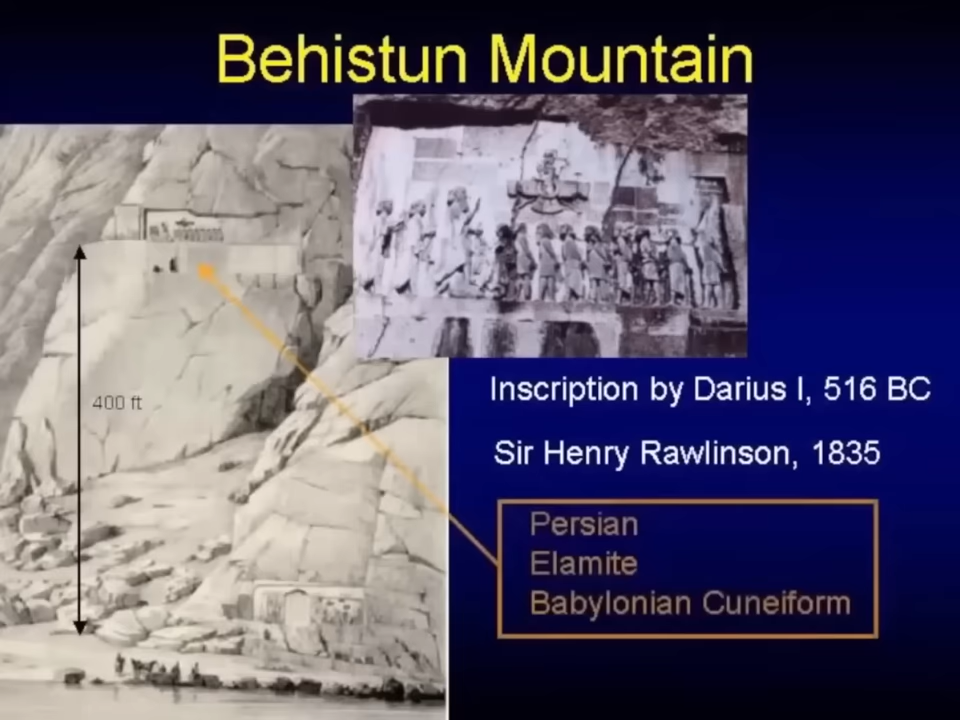 Behistun Mountain
400 ft
Inscription by Darius I, 516 BC
Sir Henry Rawlinson, 1835
Persian
Elamite
Babylonian Cuneiform